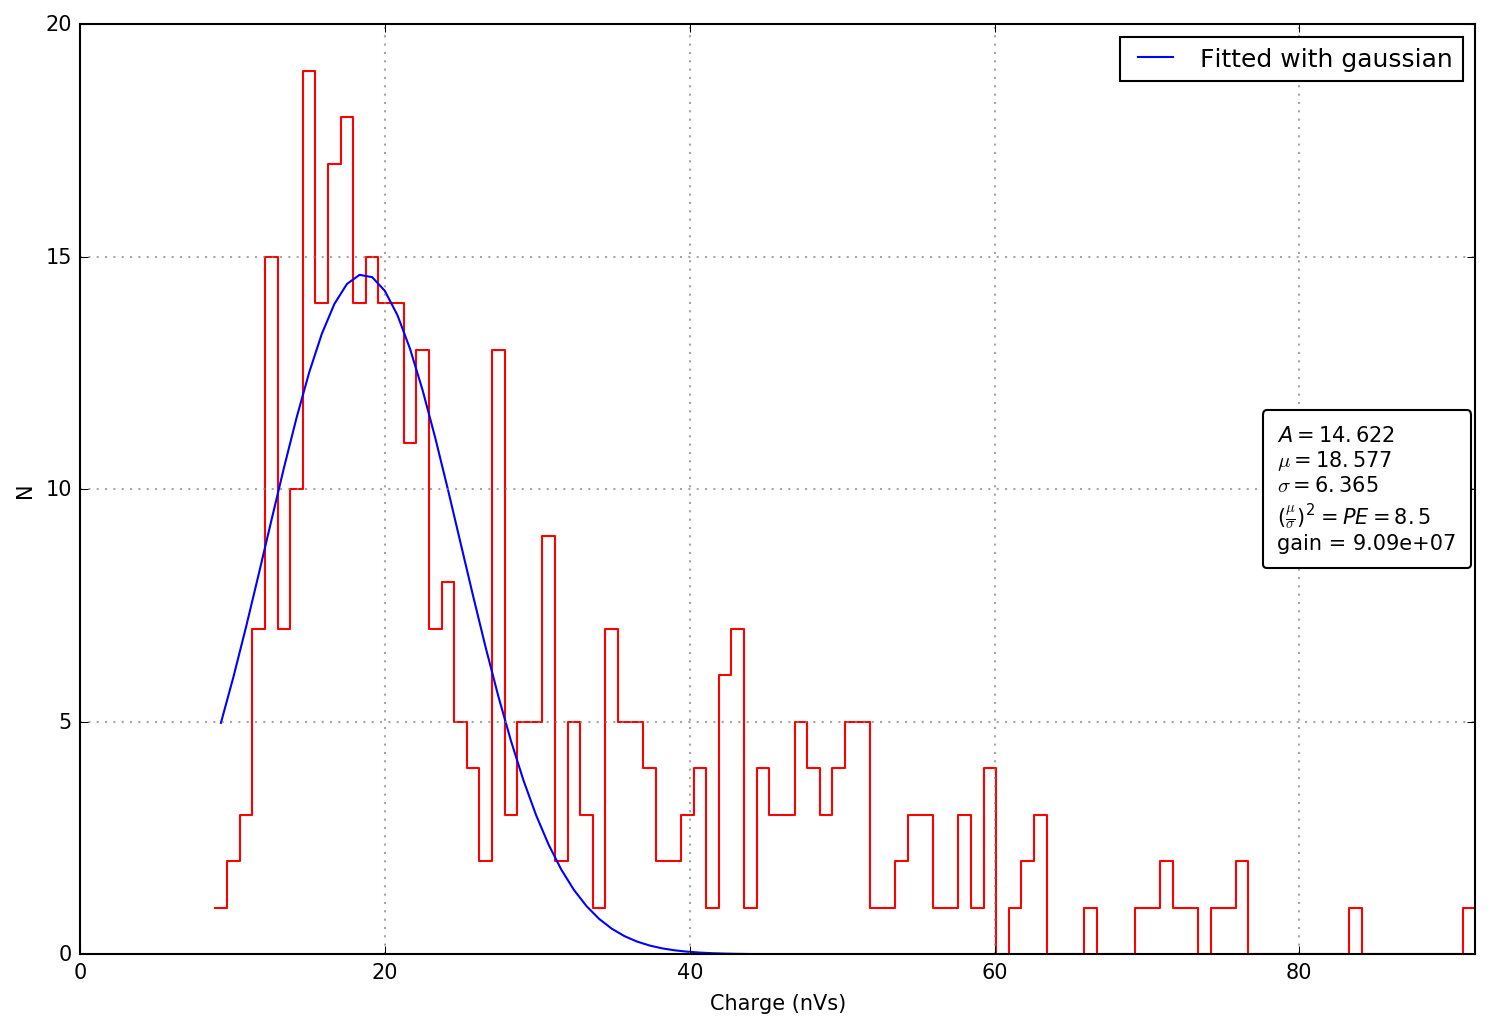 20
Fitted with gaussian
15
A = 14.622
μ = 18.577
σ = 6.365
(μ/σ)² = PE = 8.5
gain = 9.09e+07
N
10
5
0
0 20 40 60 80
Charge (nVs)